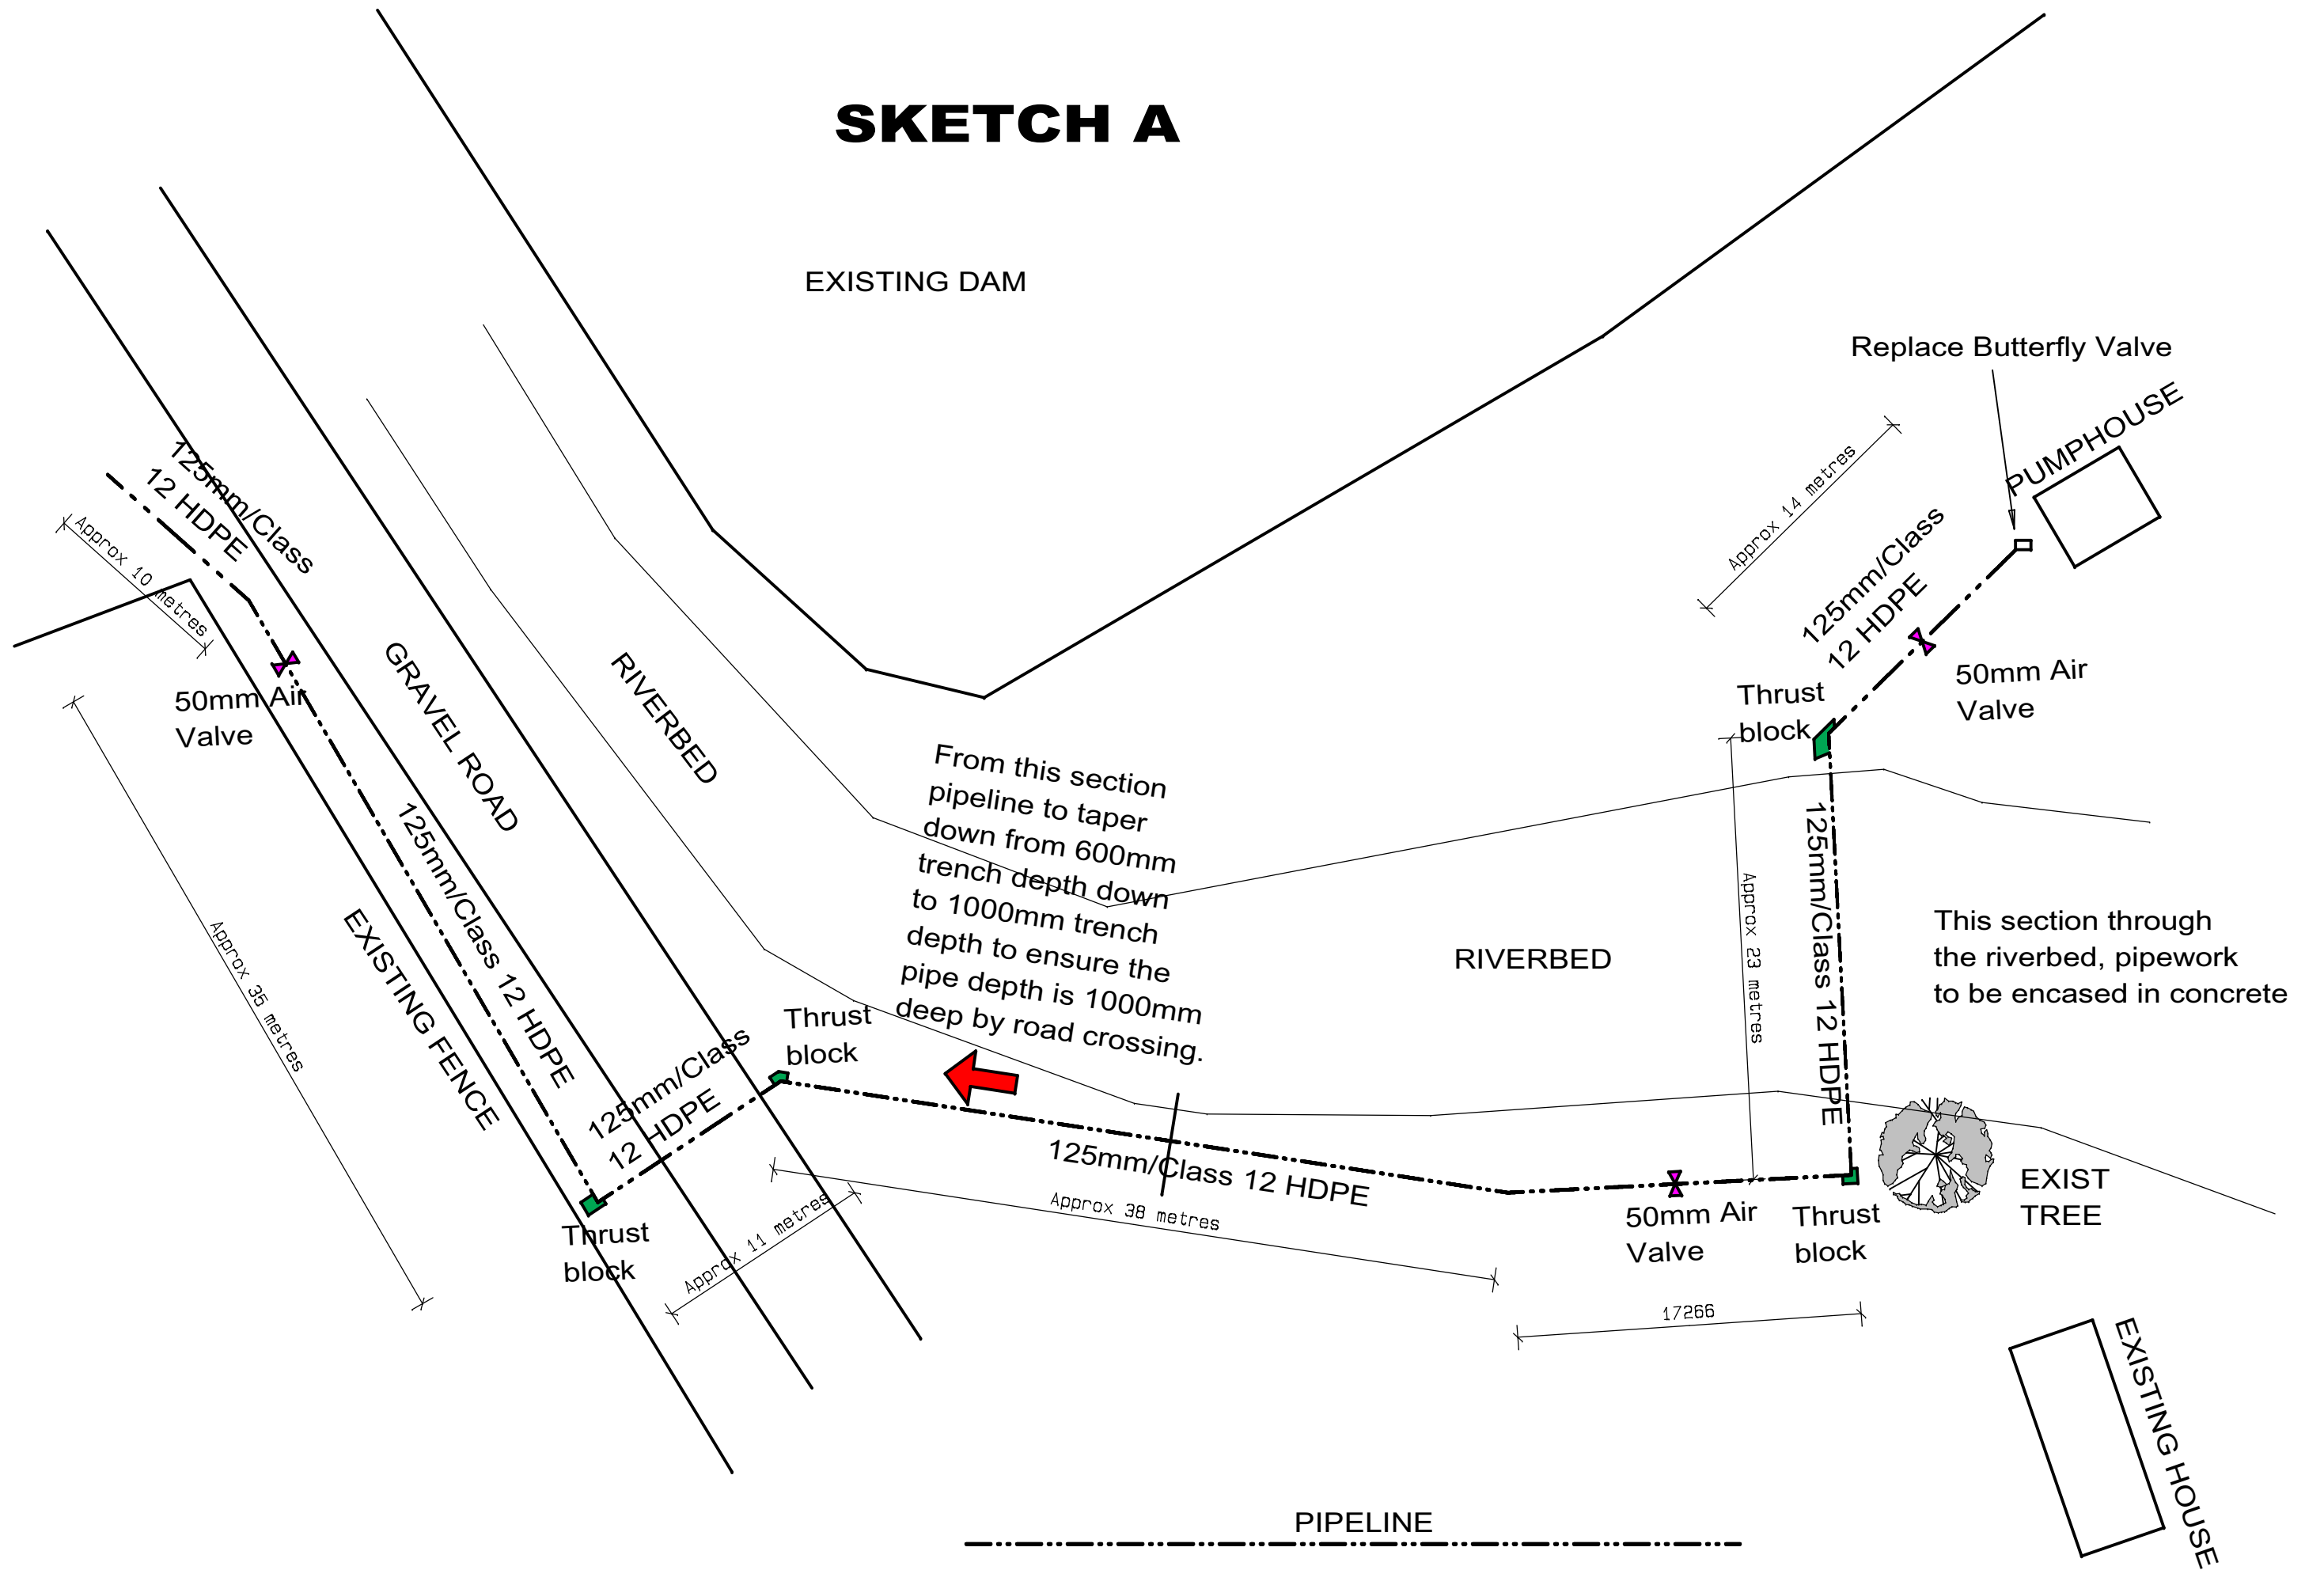 SKETCH A
EXISTING DAM
Replace Butterfly Valve
PUMPHOUSE
Approx 14 metres
125mm/Class
12 HDPE
50mm Air
Valve
Thrust
block
125mm/Class
12 HDPE
Approx 10 metres
50mm Air
Valve
GRAVEL ROAD
RIVERBED
From this section
pipeline to taper
down from 600mm
trench depth down
to 1000mm trench
depth to ensure the
pipe depth is 1000mm
deep by road crossing.
125mm/Class 12 HDPE
Approx 23 metres
RIVERBED
This section through
the riverbed, pipework
to be encased in concrete
125mm/Class 12 HDPE
EXISTING FENCE
Approx 35 metres
Thrust
block
125mm/Class
12 HDPE
125mm/Class 12 HDPE
Approx 38 metres
Approx 11 metres
Thrust
block
50mm Air
Valve
Thrust
block
EXIST
TREE
17266
EXISTING HOUSE
PIPELINE